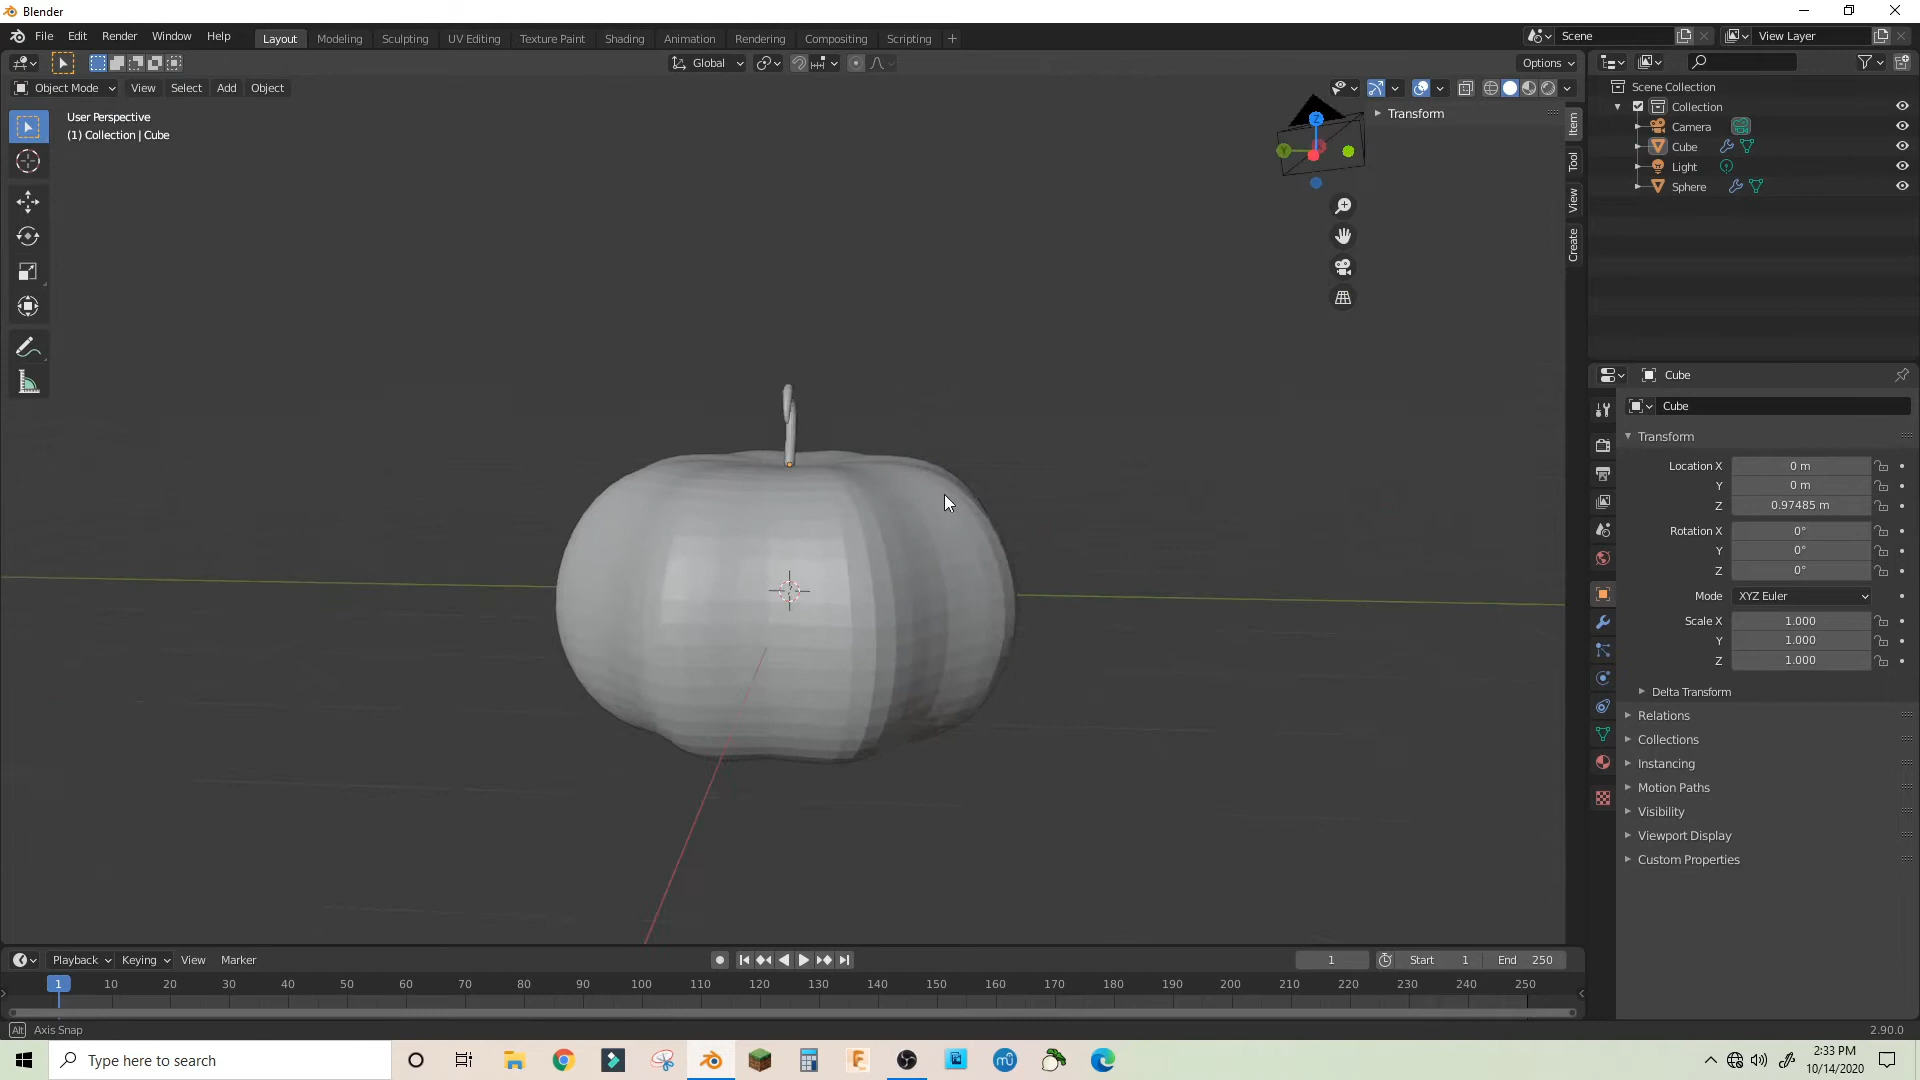 Blender
File Edit Render Window Help
Layout Modeling Sculpting UV Editing Texture Paint Shading Animation Rendering Compositing Scripting +
Scene
View Layer
Global
Options
Object Mode View Select Add Object
User Perspective
(1) Collection | Cube
Transform
Item
Tool
View
Create
Z
Y
Scene Collection
Collection
Camera
Cube
Light
Sphere
Cube
Cube
Transform
Location X 0 m
Y 0 m
Z 0.97485 m
Rotation X 0°
Y 0°
Z 0°
Mode XYZ Euler
Scale X 1.000
Y 1.000
Z 1.000
Delta Transform
Relations
Collections
Instancing
Motion Paths
Visibility
Viewport Display
Custom Properties
Playback Keying View Marker
1 Start 1 End 250
1 10 20 30 40 50 60 70 80 90 100 110 120 130 140 150 160 170 180 190 200 210 220 230 240 250
Alt Axis Snap
2.90.0
Type here to search
2:33 PM
10/14/2020